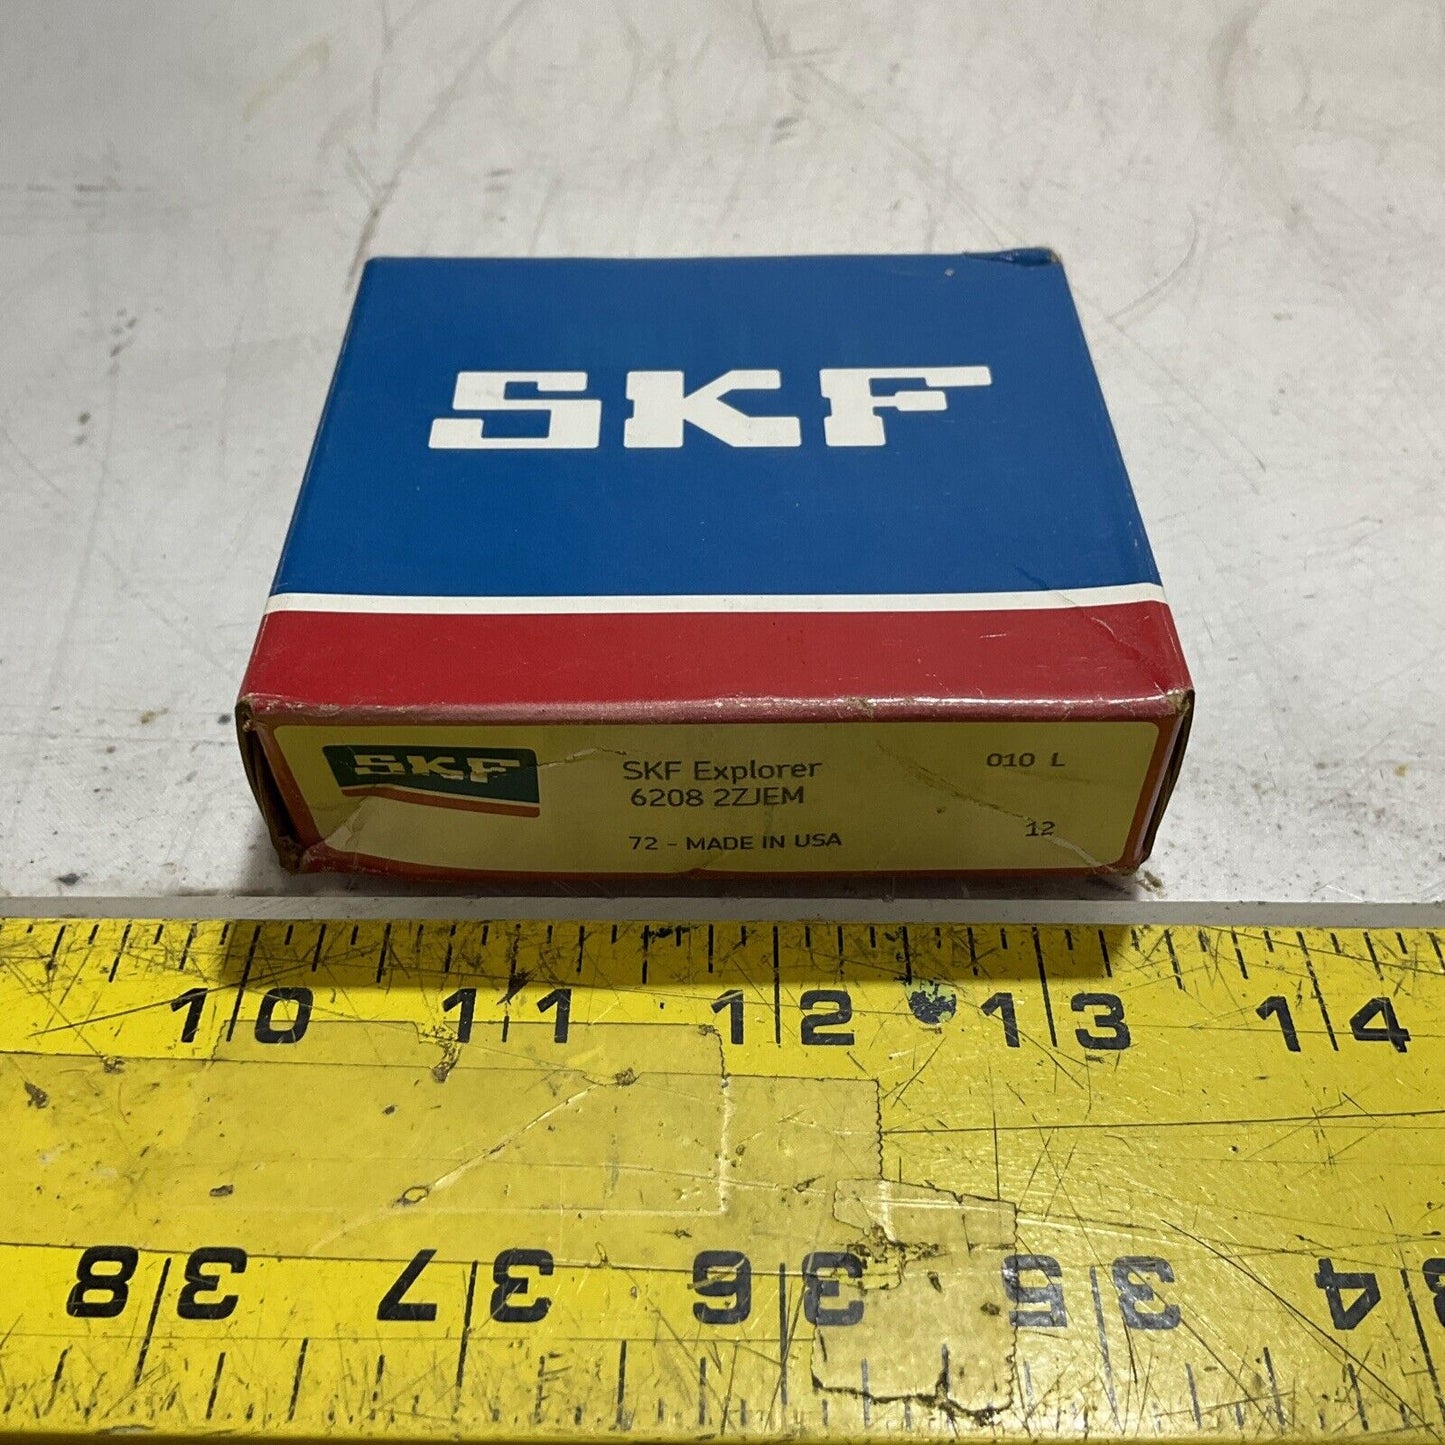 SKF
SKF
SKF Explorer
010 L
6208 2ZJEM
12
72 - MADE IN USA
10 11 12 13 14
38 37 36 35 34